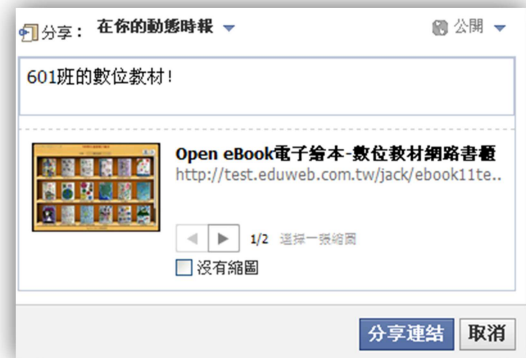 分享： 在你的動態時報 公開
601班的數位教材!
Open eBook電子繪本-數位教材網路書櫃
http://test.eduweb.com.tw/jack/ebook11te..
1/2 選擇一張縮圖
沒有縮圖
分享連結 取消